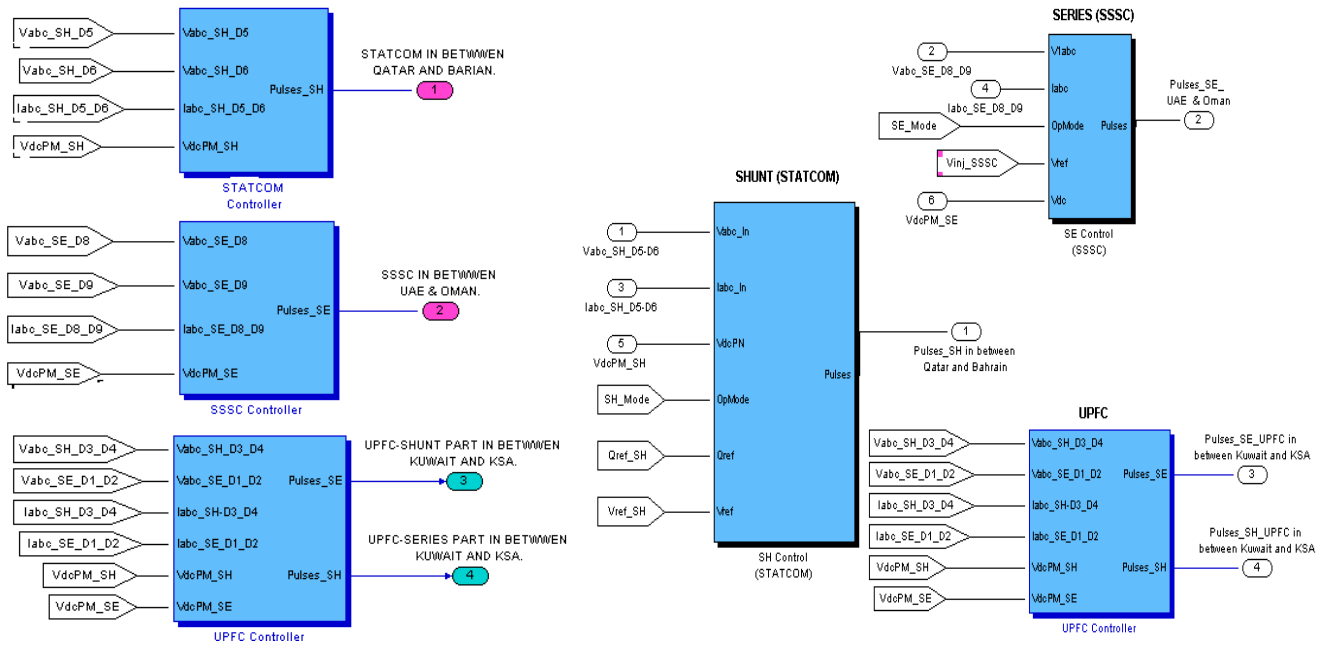 Vabc_SH_D5
Vabc_SH_D6
Iabc_SH_D5_D6
VdcPM_SH
Vabc_SH_D5
Vabc_SH_D6
Iabc_SH_D5_D6
VdcPM_SH
Pulses_SH
STATCOM IN BETWWEN
QATAR AND BARIAN.
1
STATCOM
Controller
Vabc_SE_D8
Vabc_SE_D9
Iabc_SE_D8_D9
VdcPM_SE
Vabc_SE_D8
Vabc_SE_D9
Iabc_SE_D8_D9
VdcPM_SE
Pulses_SE
SSSC IN BETWWEN
UAE & OMAN.
2
SSSC Controller
Vabc_SH_D3_D4
Vabc_SE_D1_D2
Iabc_SH_D3_D4
Iabc_SE_D1_D2
VdcPM_SH
VdcPM_SE
Vabc_SH_D3_D4
Vabc_SE_D1_D2
Iabc_SH-D3_D4
Iabc_SE_D1_D2
VdcPM_SH
VdcPM_SE
Pulses_SE
Pulses_SH
UPFC-SHUNT PART IN BETWWEN
KUWAIT AND KSA.
3
UPFC-SERIES PART IN BETWWEN
KUWAIT AND KSA.
4
UPFC Controller
SHUNT (STATCOM)
1
Vabc_SH_D5-D6
3
Iabc_SH_D5-D6
5
VdcPM_SH
SH_Mode
Qref_SH
Vref_SH
Vabc_In
Iabc_In
VdcPN
OpMode
Qref
Vref
Pulses
1
Pulses_SH in between
Qatar and Bahrain
SH Control
(STATCOM)
SERIES (SSSC)
2
Vabc_SE_D8_D9
4
Iabc_SE_D8_D9
SE_Mode
Vinj_SSSC
6
VdcPM_SE
V1abc
Iabc
OpMode
Vref
Vdc
Pulses
Pulses_SE_
UAE & Oman
2
SE Control
(SSSC)
UPFC
Vabc_SH_D3_D4
Vabc_SE_D1_D2
Iabc_SH_D3_D4
Iabc_SE_D1_D2
VdcPM_SH
VdcPM_SE
Vabc_SH_D3_D4
Vabc_SE_D1_D2
Iabc_SH-D3_D4
Iabc_SE_D1_D2
VdcPM_SH
VdcPM_SE
Pulses_SE
Pulses_SH
Pulses_SE_UPFC in
between Kuwait and KSA
3
Pulses_SH_UPFC in
between Kuwait and KSA
4
UPFC Controller